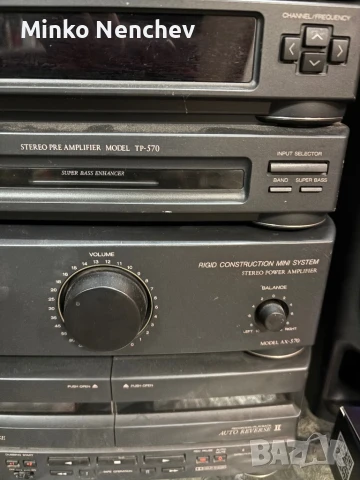 Minko Nenchev
CHANNEL/FREQUENCY
STEREO PRE AMPLIFIER MODEL TP-570
INPUT SELECTOR
SUPER BASS ENHANCER
BAND SUPER BASS
VOLUME
RIGID CONSTRUCTION MINI SYSTEM
STEREO POWER AMPLIFIER
BALANCE
LEFT RIGHT
MODEL AX-570
PUSH OPEN PUSH OPEN
AUTO REVERSE II
BAZAR